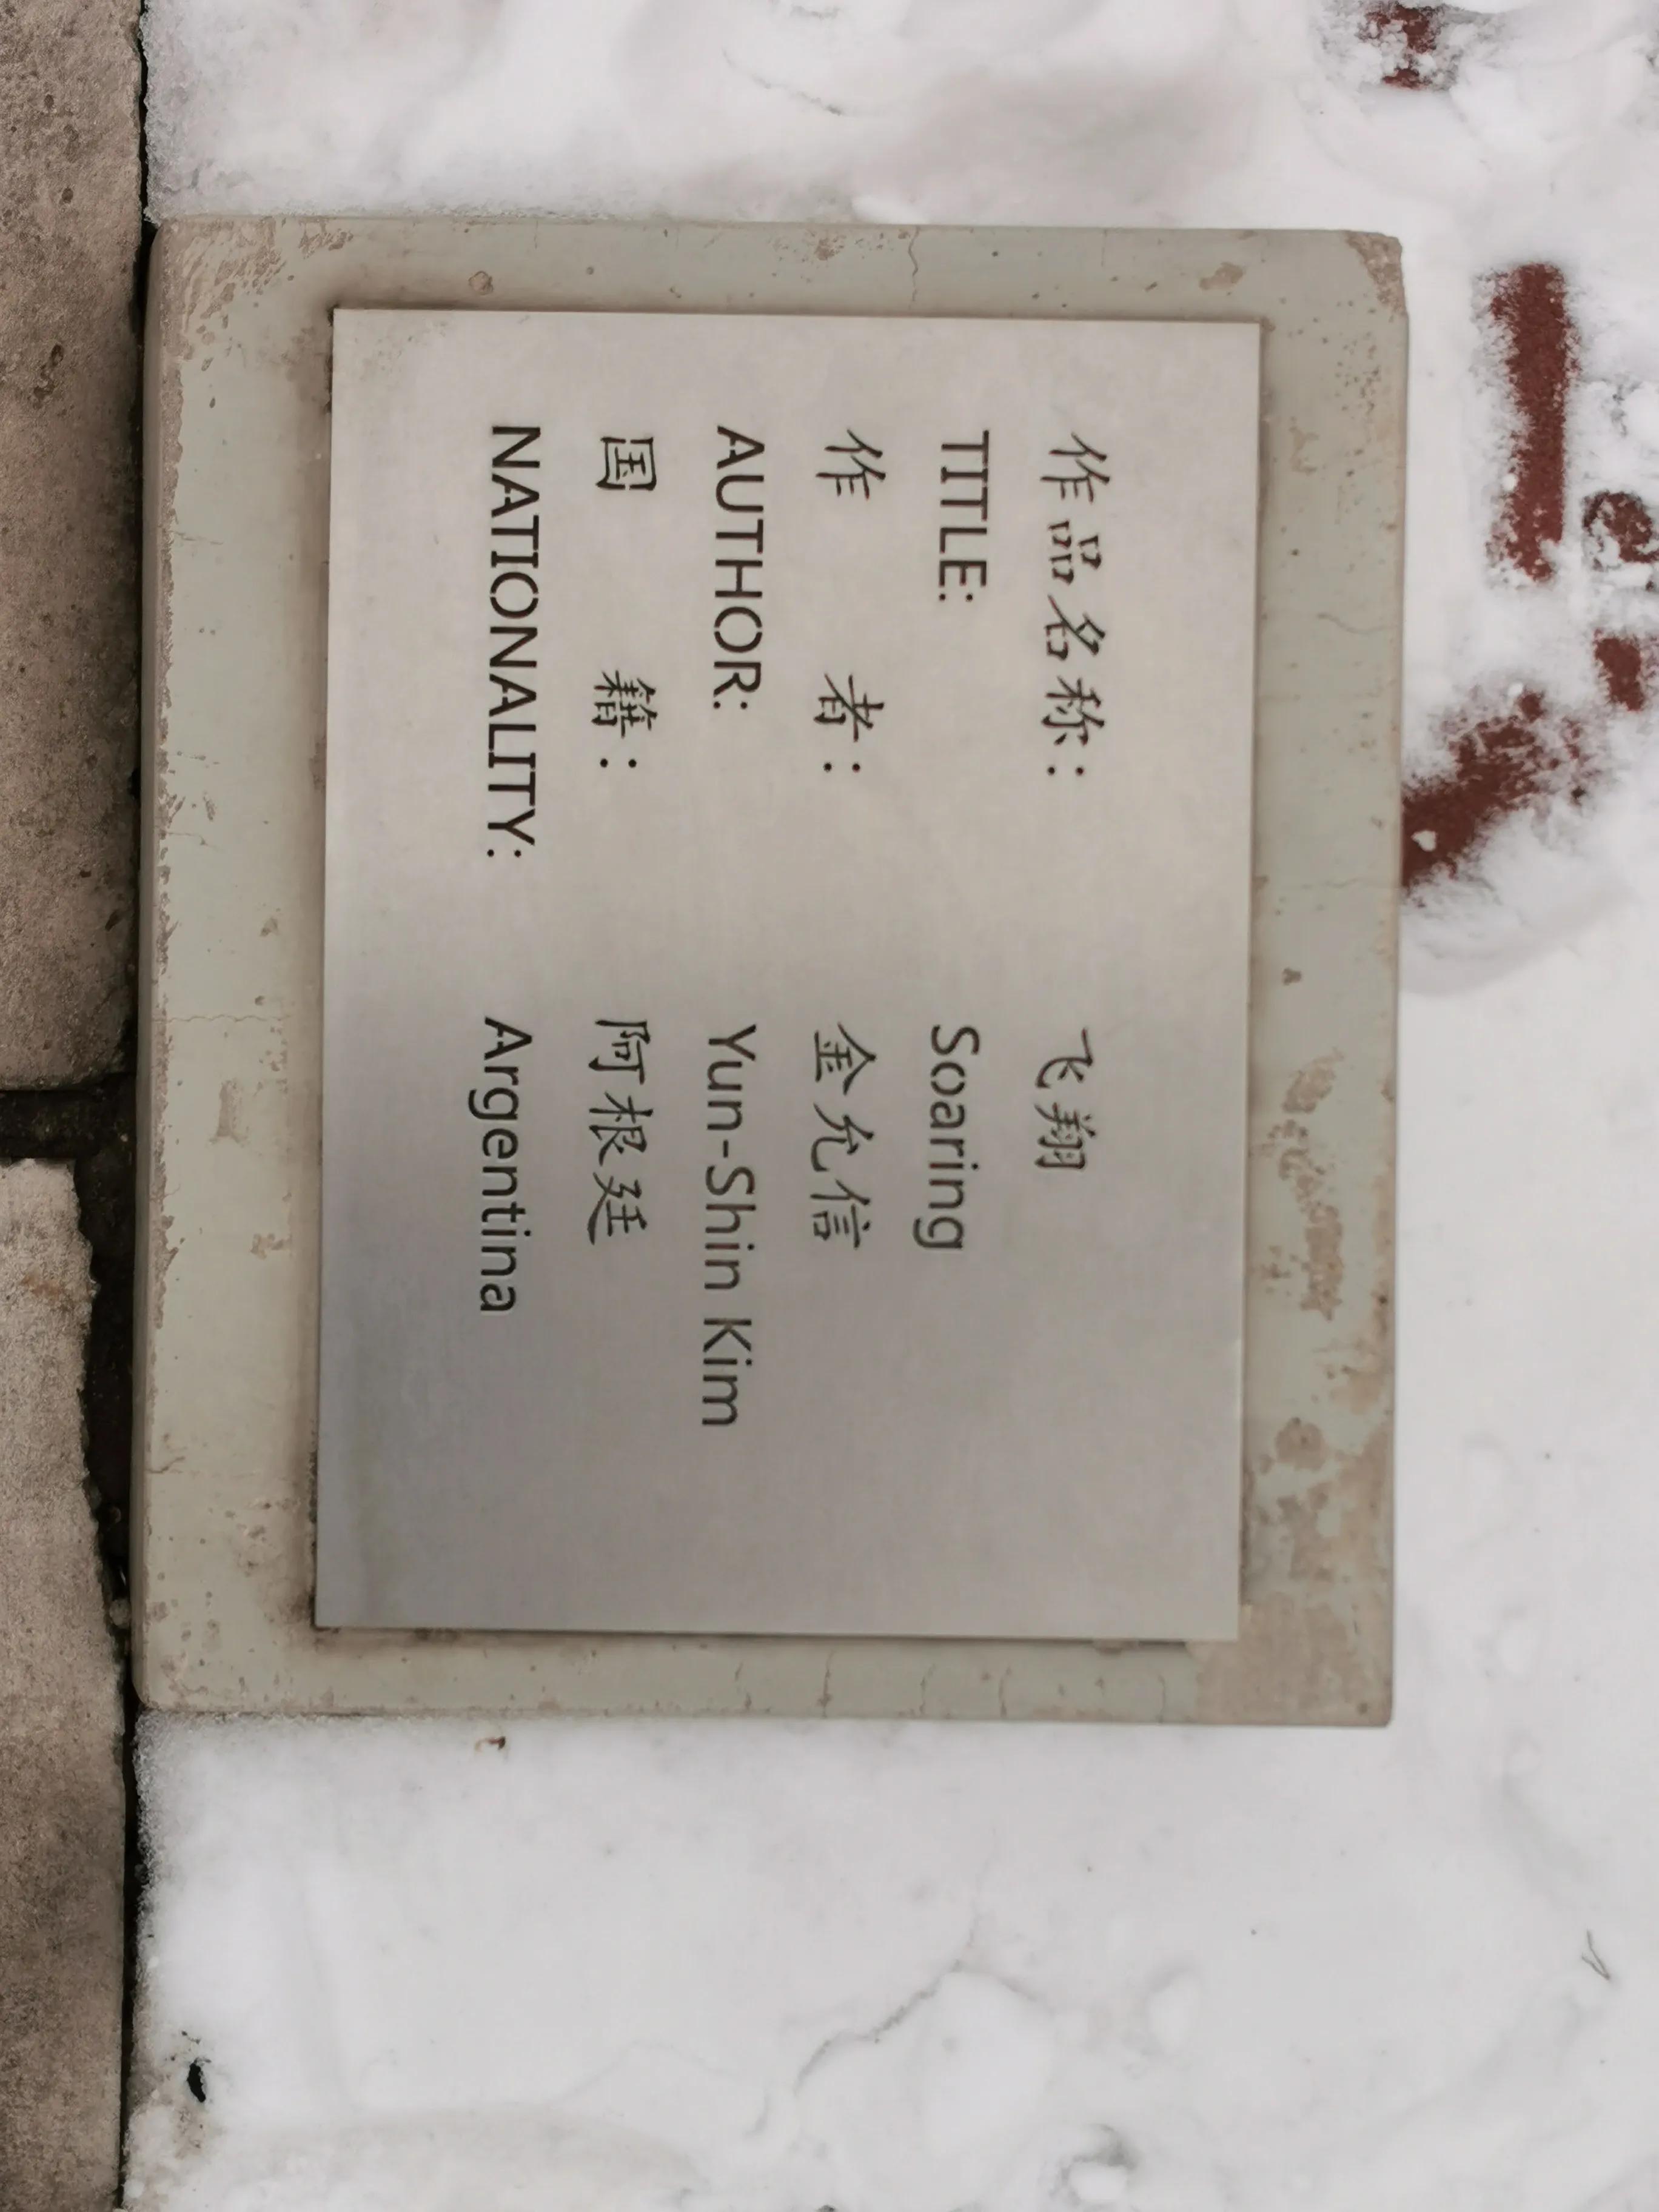 作品名称： 飞翔
TITLE: Soaring
作者： 金允信
AUTHOR: Yun-Shin Kim
国籍： 阿根廷
NATIONALITY: Argentina